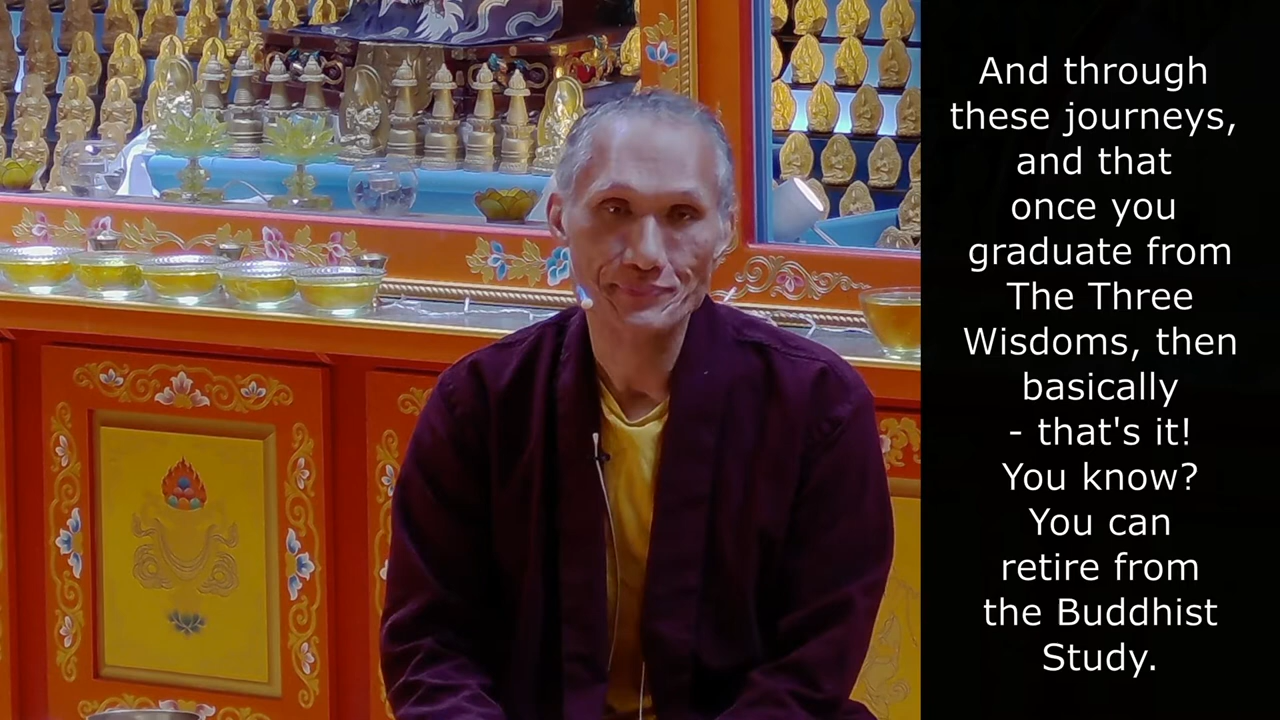 And through
these journeys,
and that
once you
graduate from
The Three
Wisdoms, then
basically
- that's it!
You know?
You can
retire from
the Buddhist
Study.